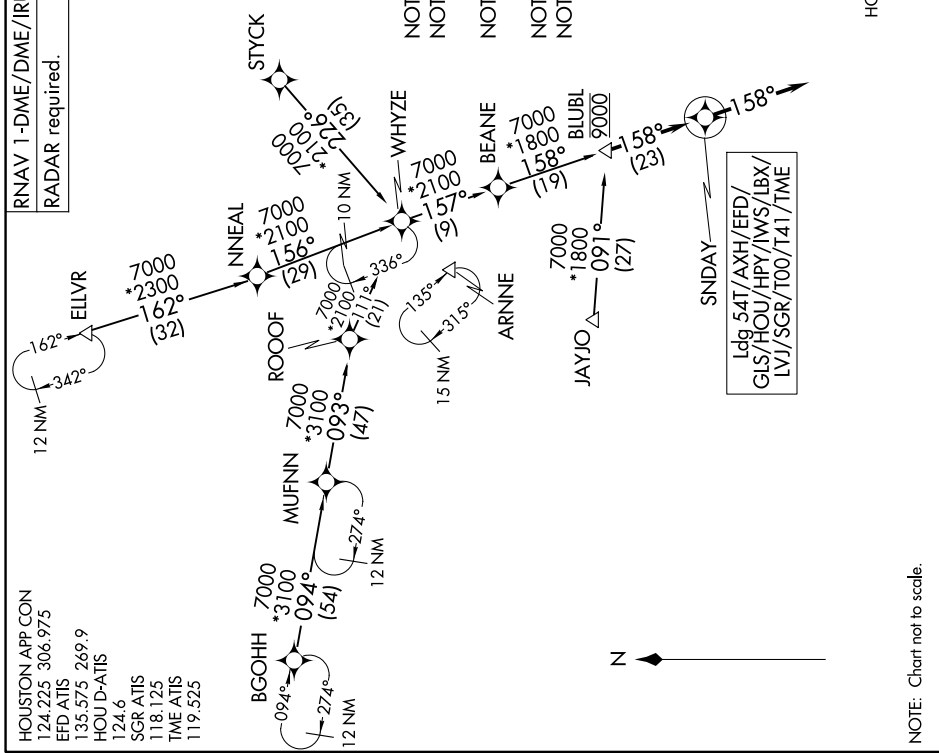 HOUSTON APP CON
124.225 306.975
EFD ATIS
135.575 269.9
HOU D-ATIS
124.6
SGR ATIS
118.125
TME ATIS
119.525
RNAV 1-DME/DME/IRU
RADAR required.
12 NM
162°
342°
ELLVR
7000
*2300
162°
(32)
NNEAL
7000
*2100
156°
(29)
STYCK
7000
*2100
226°
(35)
WHYZE
10 NM
336°
7000
*2100
157°
(9)
BGOHH
094°
274°
12 NM
7000
*3100
094°
(54)
MUFNN
274°
12 NM
7000
*3100
093°
(47)
ROOOF
7000
*2100
111°
(21)
135°
315°
15 NM
ARNNE
BEANE
7000
*1800
158°
(19)
JAYJO
7000
*1800
091°
(27)
BLUBL
9000
158°
(23)
SNDAY
158°
Ldg 54T/AXH/EFD/
GLS/HOU/HPY/IWS/LBX/
LVJ/SGR/T00/T41/TME
NOT
NOT
NOT
NOT
NOT
HO
N
NOTE: Chart not to scale.